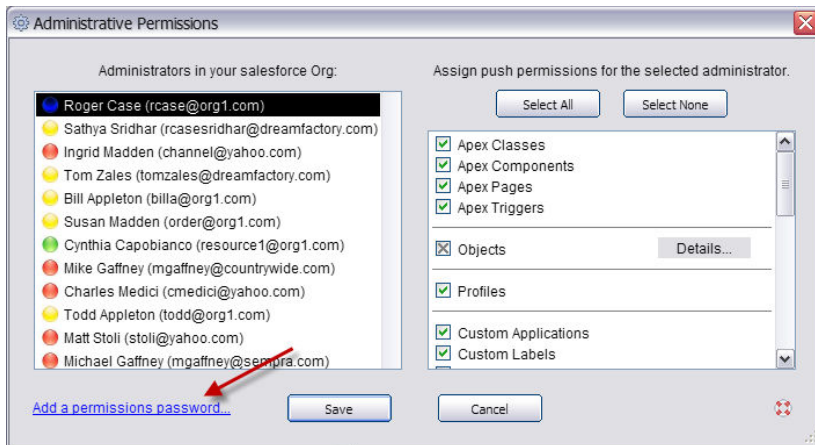 Administrative Permissions
Administrators in your salesforce Org:
Roger Case (rcase@org1.com)
Sathya Sridhar (rcasesridhar@dreamfactory.com)
Ingrid Madden (channel@yahoo.com)
Tom Zales (tomzales@dreamfactory.com)
Bill Appleton (billa@org1.com)
Susan Madden (order@org1.com)
Cynthia Capobianco (resource1@org1.com)
Mike Gaffney (mgaffney@countrywide.com)
Charles Medici (cmedici@yahoo.com)
Todd Appleton (todd@org1.com)
Matt Stoli (stoli@yahoo.com)
Michael Gaffney (mgaffney@sempra.com)
Assign push permissions for the selected administrator.
Select All
Select None
Apex Classes
Apex Components
Apex Pages
Apex Triggers
Objects
Details...
Profiles
Custom Applications
Custom Labels
Add a permissions password...
Save
Cancel